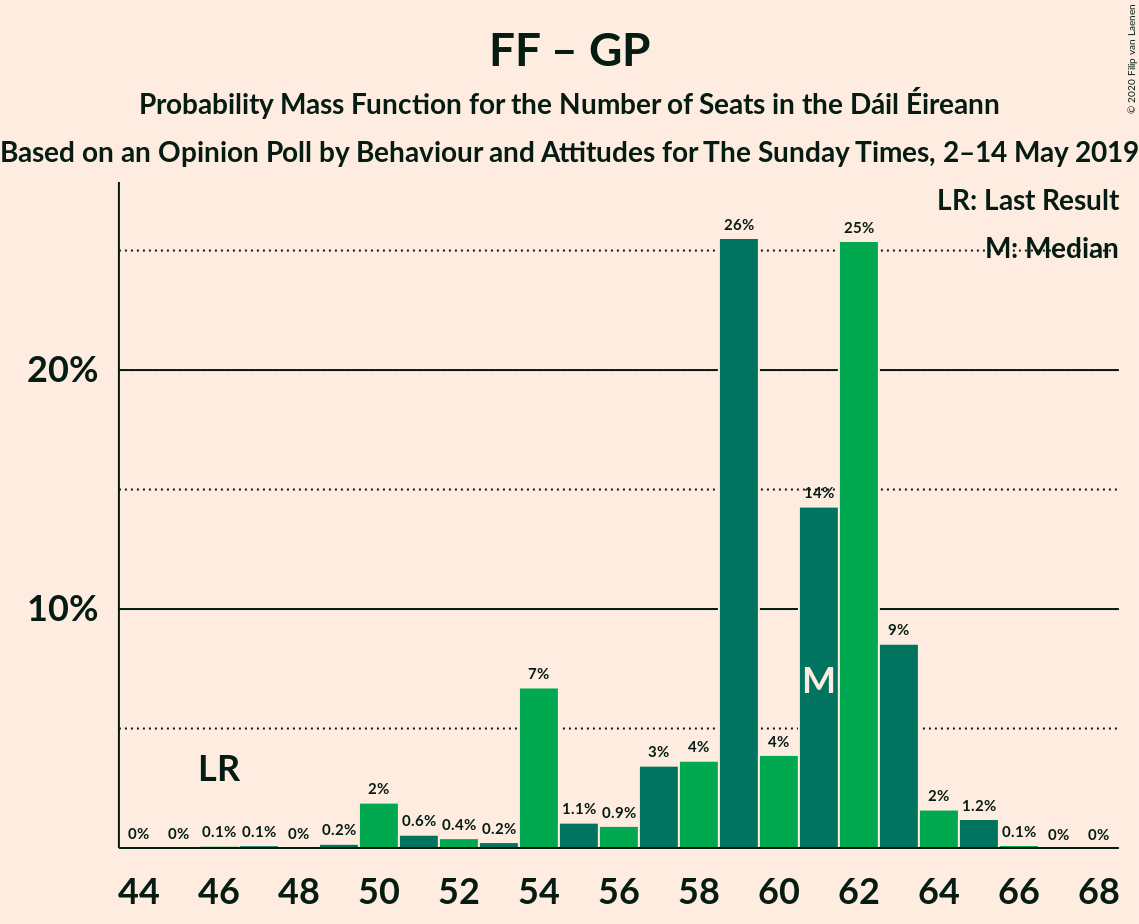 © 2020 Filip van Laenen
FF – GP
Probability Mass Function for the Number of Seats in the Dáil Éireann
Based on an Opinion Poll by Behaviour and Attitudes for The Sunday Times, 2–14 May 2019
LR: Last Result
M: Median
20%
10%
0% 0% 0.1% 0.1% 0% 0.2% 2% 0.6% 0.4% 0.2% 7% 1.1% 0.9% 3% 4% 26% 4% 14% 25% 9% 2% 1.2% 0.1% 0% 0%
LR
M
44 46 48 50 52 54 56 58 60 62 64 66 68